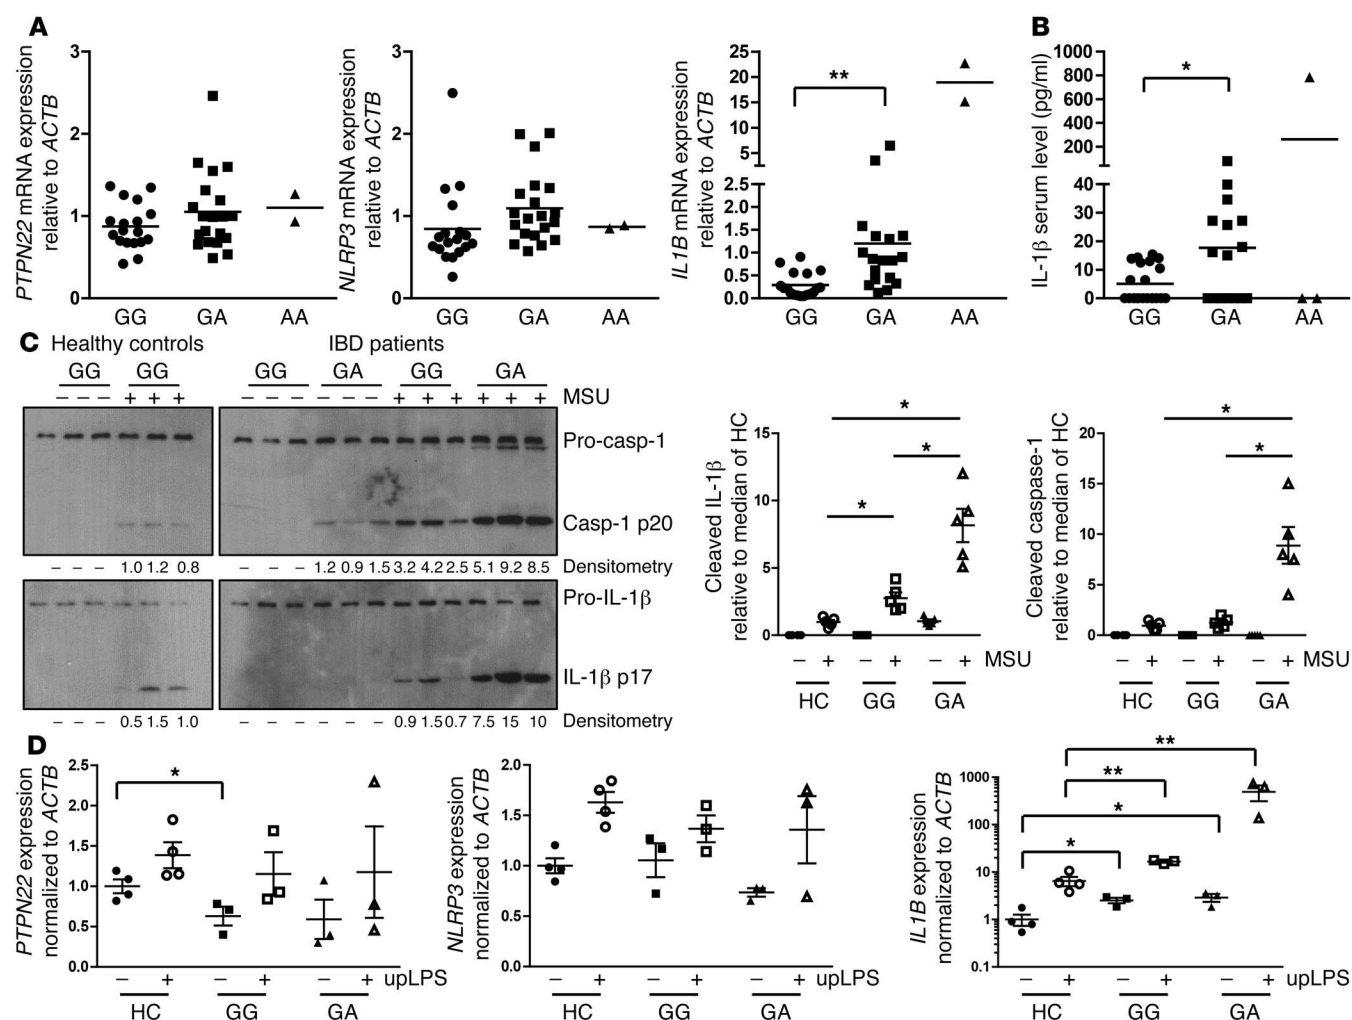 A
B
PTPN22 mRNA expression
relative to ACTB
3
2
1
0
GG GA AA
NLRP3 mRNA expression
relative to ACTB
3
2
1
0
GG GA AA
IL1B mRNA expression
relative to ACTB
25
20
15
10
5
2.5
2.0
1.5
1.0
0.5
0.0
**
GG GA AA
IL-1β serum level (pg/ml)
1000
800
600
400
200
40
30
20
10
0
*
GG GA AA
C Healthy controls IBD patients
GG GG GG GA GG GA
– – – + + + – – – – – – + + + + + + MSU
Pro-casp-1
Casp-1 p20
– – – 1.0 1.2 0.8 – – – 1.2 0.9 1.5 3.2 4.2 2.5 5.1 9.2 8.5 Densitometry
Pro-IL-1β
IL-1β p17
– – – 0.5 1.5 1.0 – – – – – – 0.9 1.5 0.7 7.5 15 10 Densitometry
Cleaved IL-1β
relative to median of HC
15
10
5
0
*
*
*
– + – + – + MSU
HC GG GA
Cleaved caspase-1
relative to median of HC
20
15
10
5
0
*
*
– + – + – + MSU
HC GG GA
D
PTPN22 expression
normalized to ACTB
2.5
2.0
1.5
1.0
0.5
0.0
*
– + – + – + upLPS
HC GG GA
NLRP3 expression
normalized to ACTB
2.0
1.5
1.0
0.5
0.0
– + – + – + upLPS
HC GG GA
IL1B expression
normalized to ACTB
1000
100
10
1
0.1
**
**
*
*
– + – + – + upLPS
HC GG GA